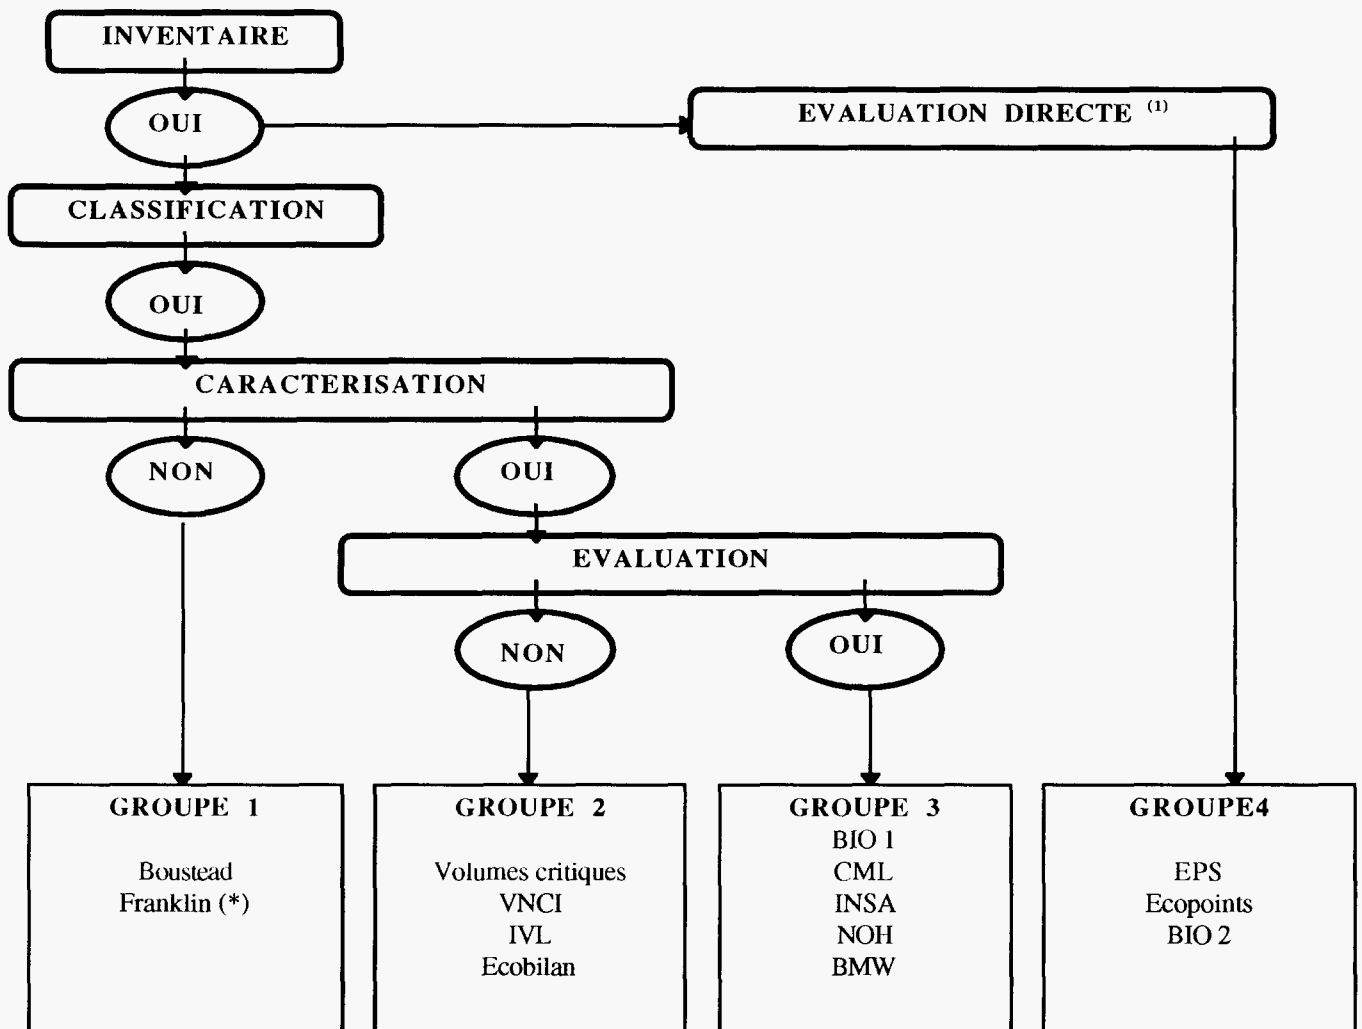 INVENTAIRE
OUI
EVALUATION DIRECTE (1)
CLASSIFICATION
OUI
CARACTERISATION
NON
OUI
EVALUATION
NON
OUI
GROUPE 1
Boustead
Franklin (*)
GROUPE 2
Volumes critiques
VNCI
IVL
Ecobilan
GROUPE 3
BIO 1
CML
INSA
NOH
BMW
GROUPE4
EPS
Ecopoints
BIO 2